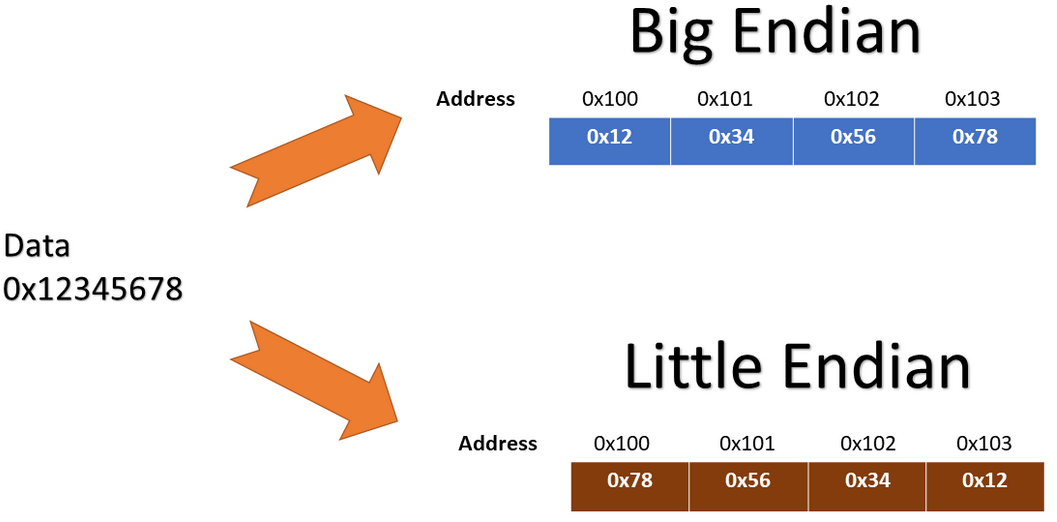 Big Endian
Address 0x100 0x101 0x102 0x103
0x12 0x34 0x56 0x78
Data
0x12345678
Little Endian
Address 0x100 0x101 0x102 0x103
0x78 0x56 0x34 0x12